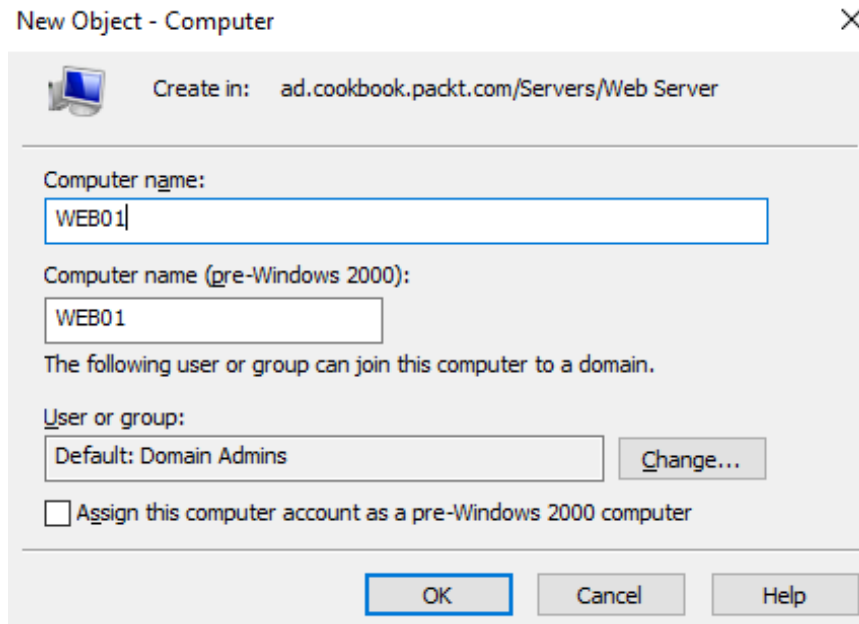 New Object - Computer
Create in: ad.cookbook.packt.com/Servers/Web Server
Computer name:
WEB01
Computer name (pre-Windows 2000):
WEB01
The following user or group can join this computer to a domain.
User or group:
Default: Domain Admins
Change...
Assign this computer account as a pre-Windows 2000 computer
OK Cancel Help